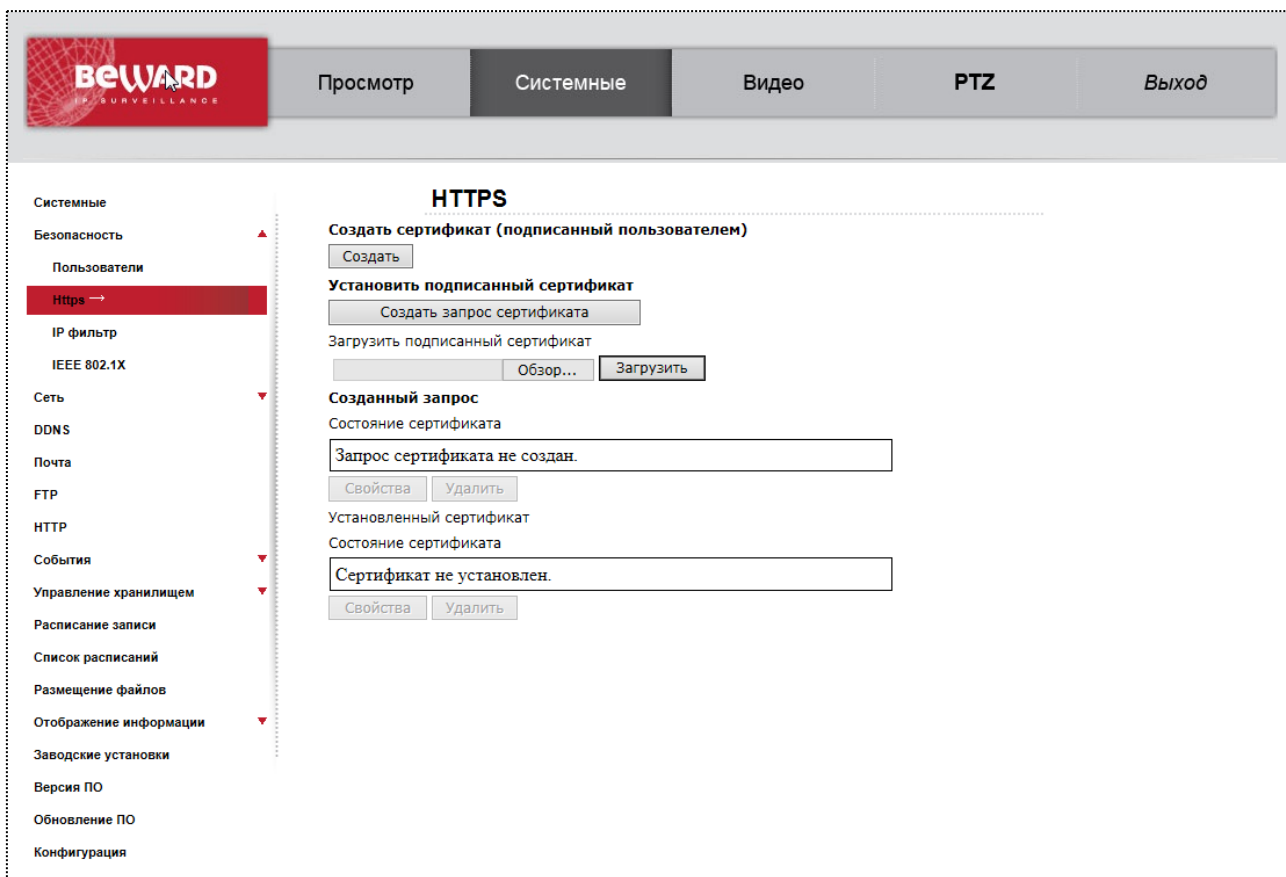 BEWARD
IP SURVEILLANCE
Просмотр
Системные
Видео
PTZ
Выход
Системные
Безопасность
Пользователи
Https →
IP фильтр
IEEE 802.1X
Сеть
DDNS
Почта
FTP
HTTP
События
Управление хранилищем
Расписание записи
Список расписаний
Размещение файлов
Отображение информации
Заводские установки
Версия ПО
Обновление ПО
Конфигурация
HTTPS
Создать сертификат (подписанный пользователем)
Создать
Установить подписанный сертификат
Создать запрос сертификата
Загрузить подписанный сертификат
Обзор... Загрузить
Созданный запрос
Состояние сертификата
Запрос сертификата не создан.
Свойства Удалить
Установленный сертификат
Состояние сертификата
Сертификат не установлен.
Свойства Удалить